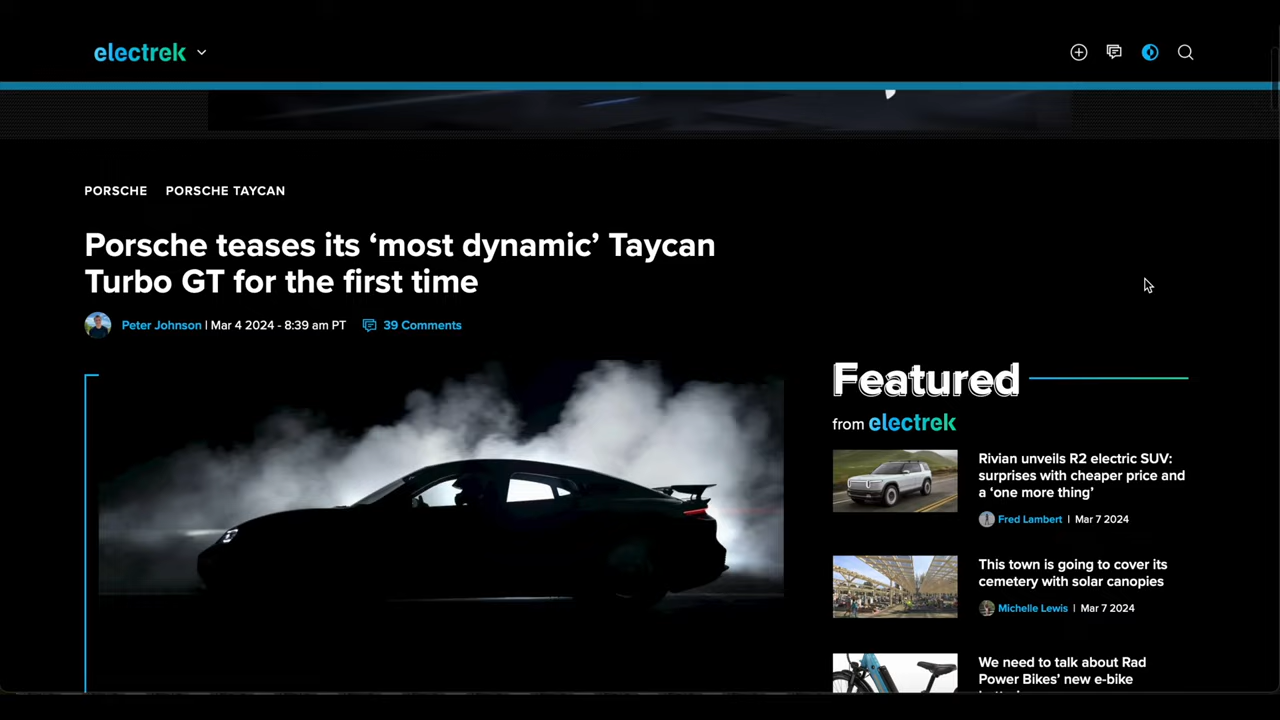 electrek
PORSCHE PORSCHE TAYCAN
Porsche teases its ‘most dynamic’ Taycan
Turbo GT for the first time
Peter Johnson | Mar 4 2024 - 8:39 am PT 39 Comments
Featured
from electrek
Rivian unveils R2 electric SUV:
surprises with cheaper price and
a ‘one more thing’
Fred Lambert | Mar 7 2024
This town is going to cover its
cemetery with solar canopies
Michelle Lewis | Mar 7 2024
We need to talk about Rad
Power Bikes’ new e-bike